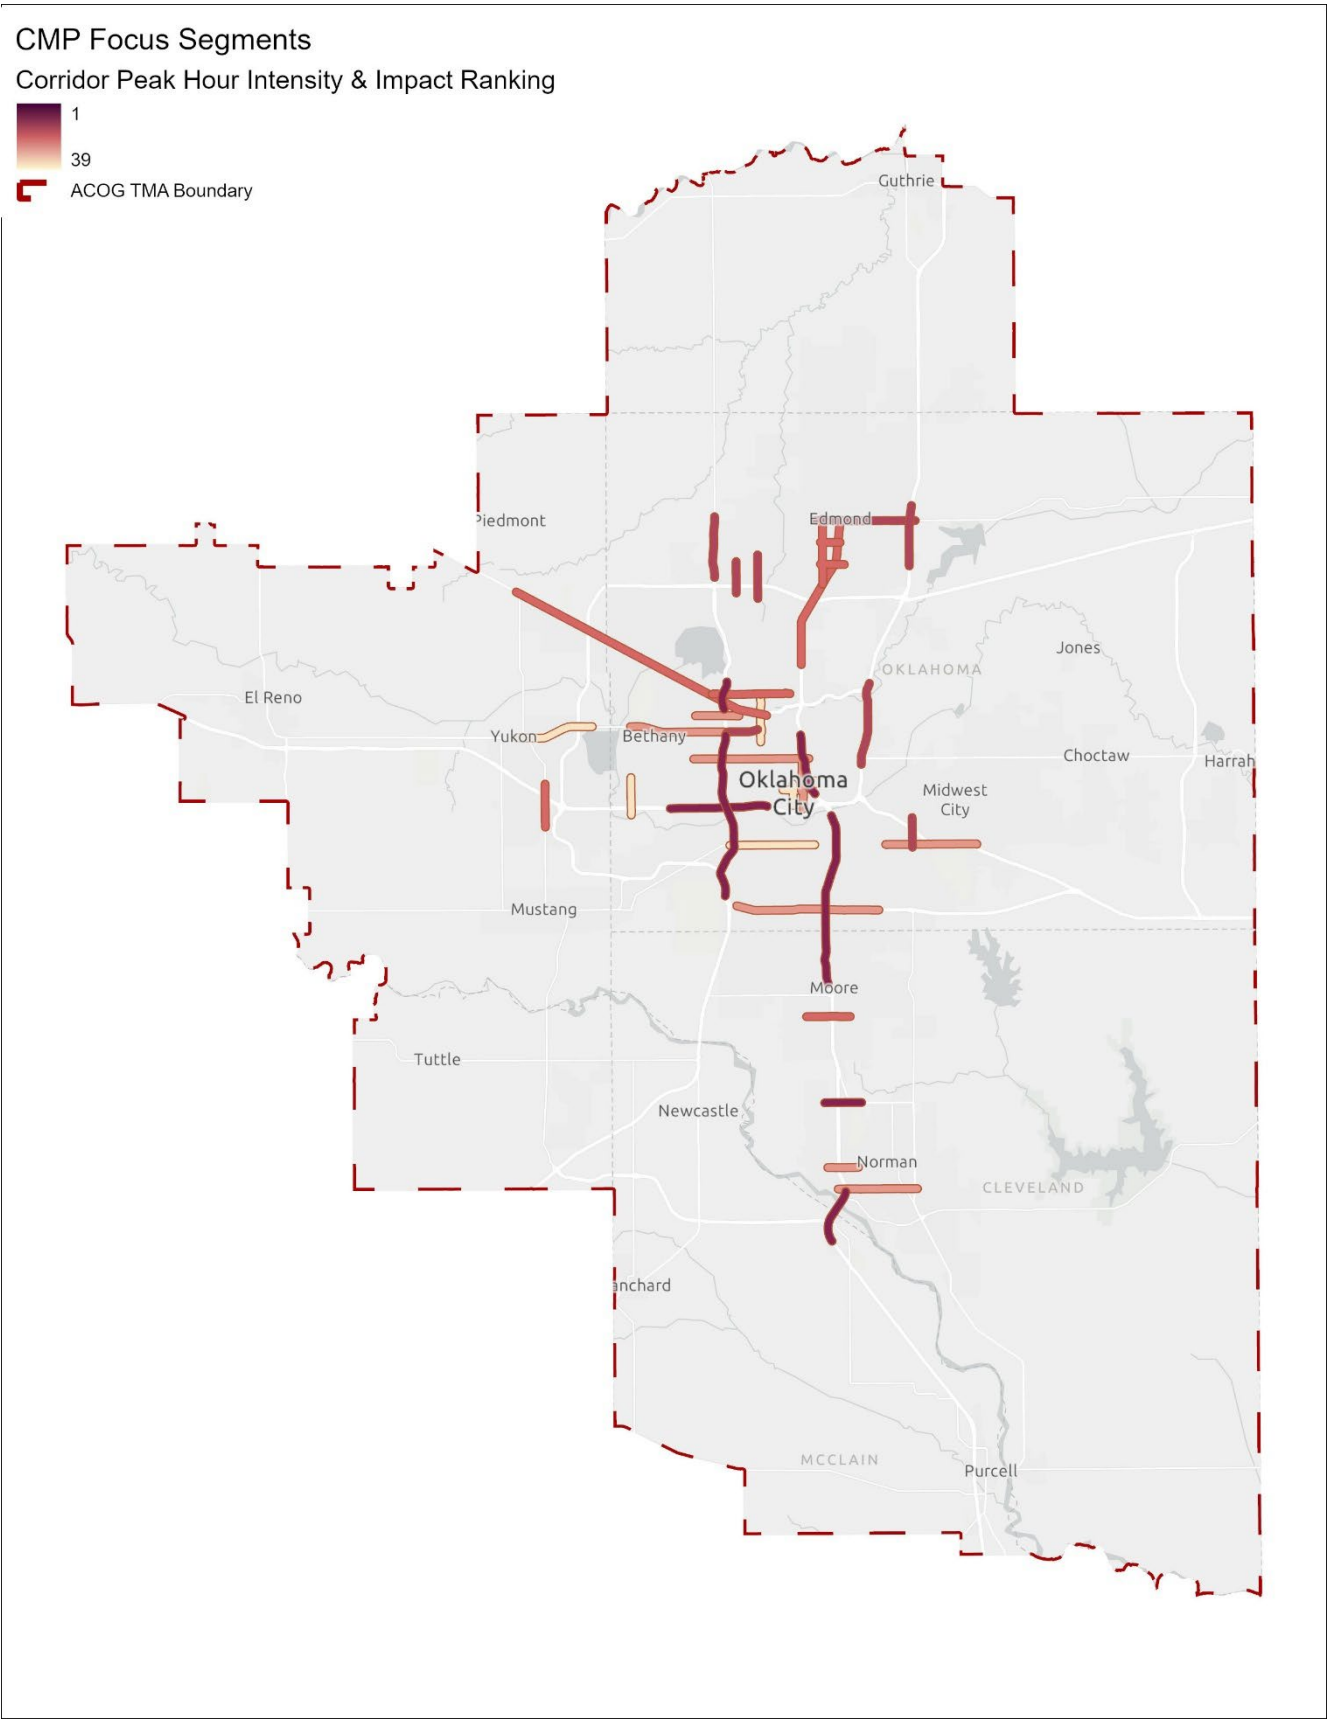 CMP Focus Segments
Corridor Peak Hour Intensity & Impact Ranking
1
39
ACOG TMA Boundary
Guthrie
Piedmont
Edmond
Jones
OKLAHOMA
El Reno
Yukon
Bethany
Choctaw
Harrah
Oklahoma
City
Midwest
City
Mustang
Moore
Tuttle
Newcastle
Norman
CLEVELAND
anchard
MCCLAIN
Purcell